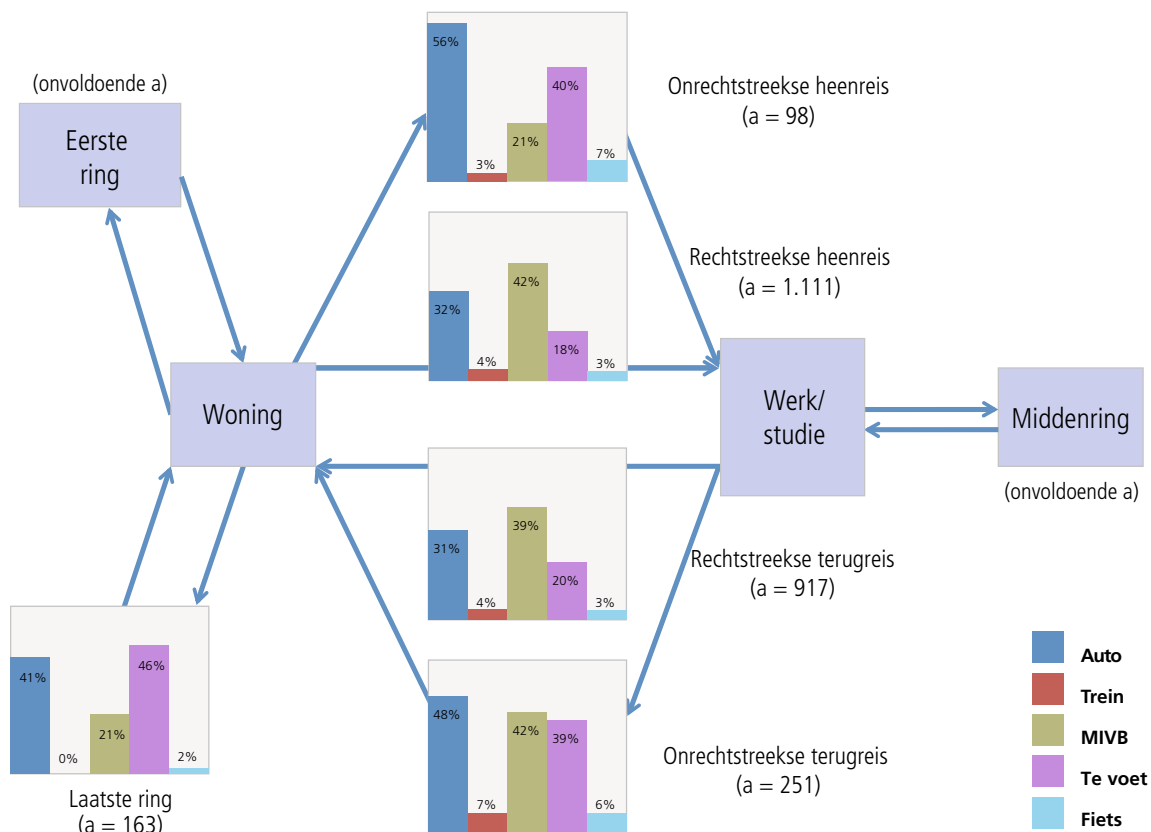 (onvoldoende a)
Eerste
ring
56%
3%
21%
40%
7%
Onrechtstreekse heenreis
(a = 98)
32%
4%
42%
18%
3%
Rechtstreekse heenreis
(a = 1.111)
Woning
Werk/
studie
Middenring
(onvoldoende a)
31%
4%
39%
20%
3%
Rechtstreekse terugreis
(a = 917)
41%
0%
21%
46%
2%
Laatste ring
(a = 163)
48%
7%
42%
39%
6%
Onrechtstreekse terugreis
(a = 251)
Auto
Trein
MIVB
Te voet
Fiets